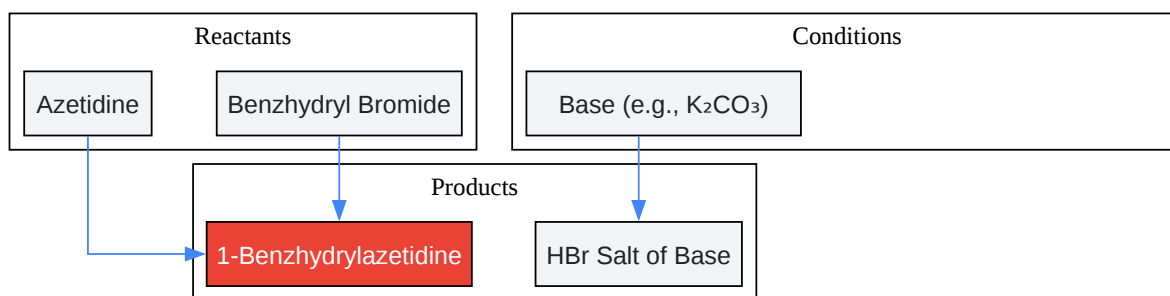 Reactants
Conditions
Azetidine
Benzhydryl Bromide
Base (e.g., K₂CO₃)
Products
1-Benzhydrylazetidine
HBr Salt of Base